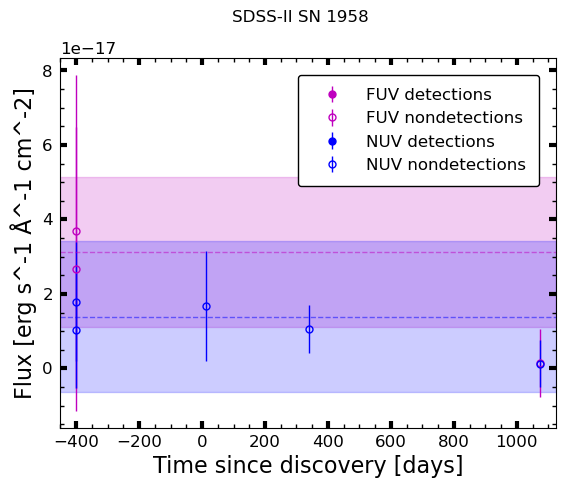 SDSS-II SN 1958
1e−17
FUV detections
FUV nondetections
NUV detections
NUV nondetections
8
6
4
2
0
Flux [erg s^-1 Å^-1 cm^-2]
−400 −200 0 200 400 600 800 1000
Time since discovery [days]